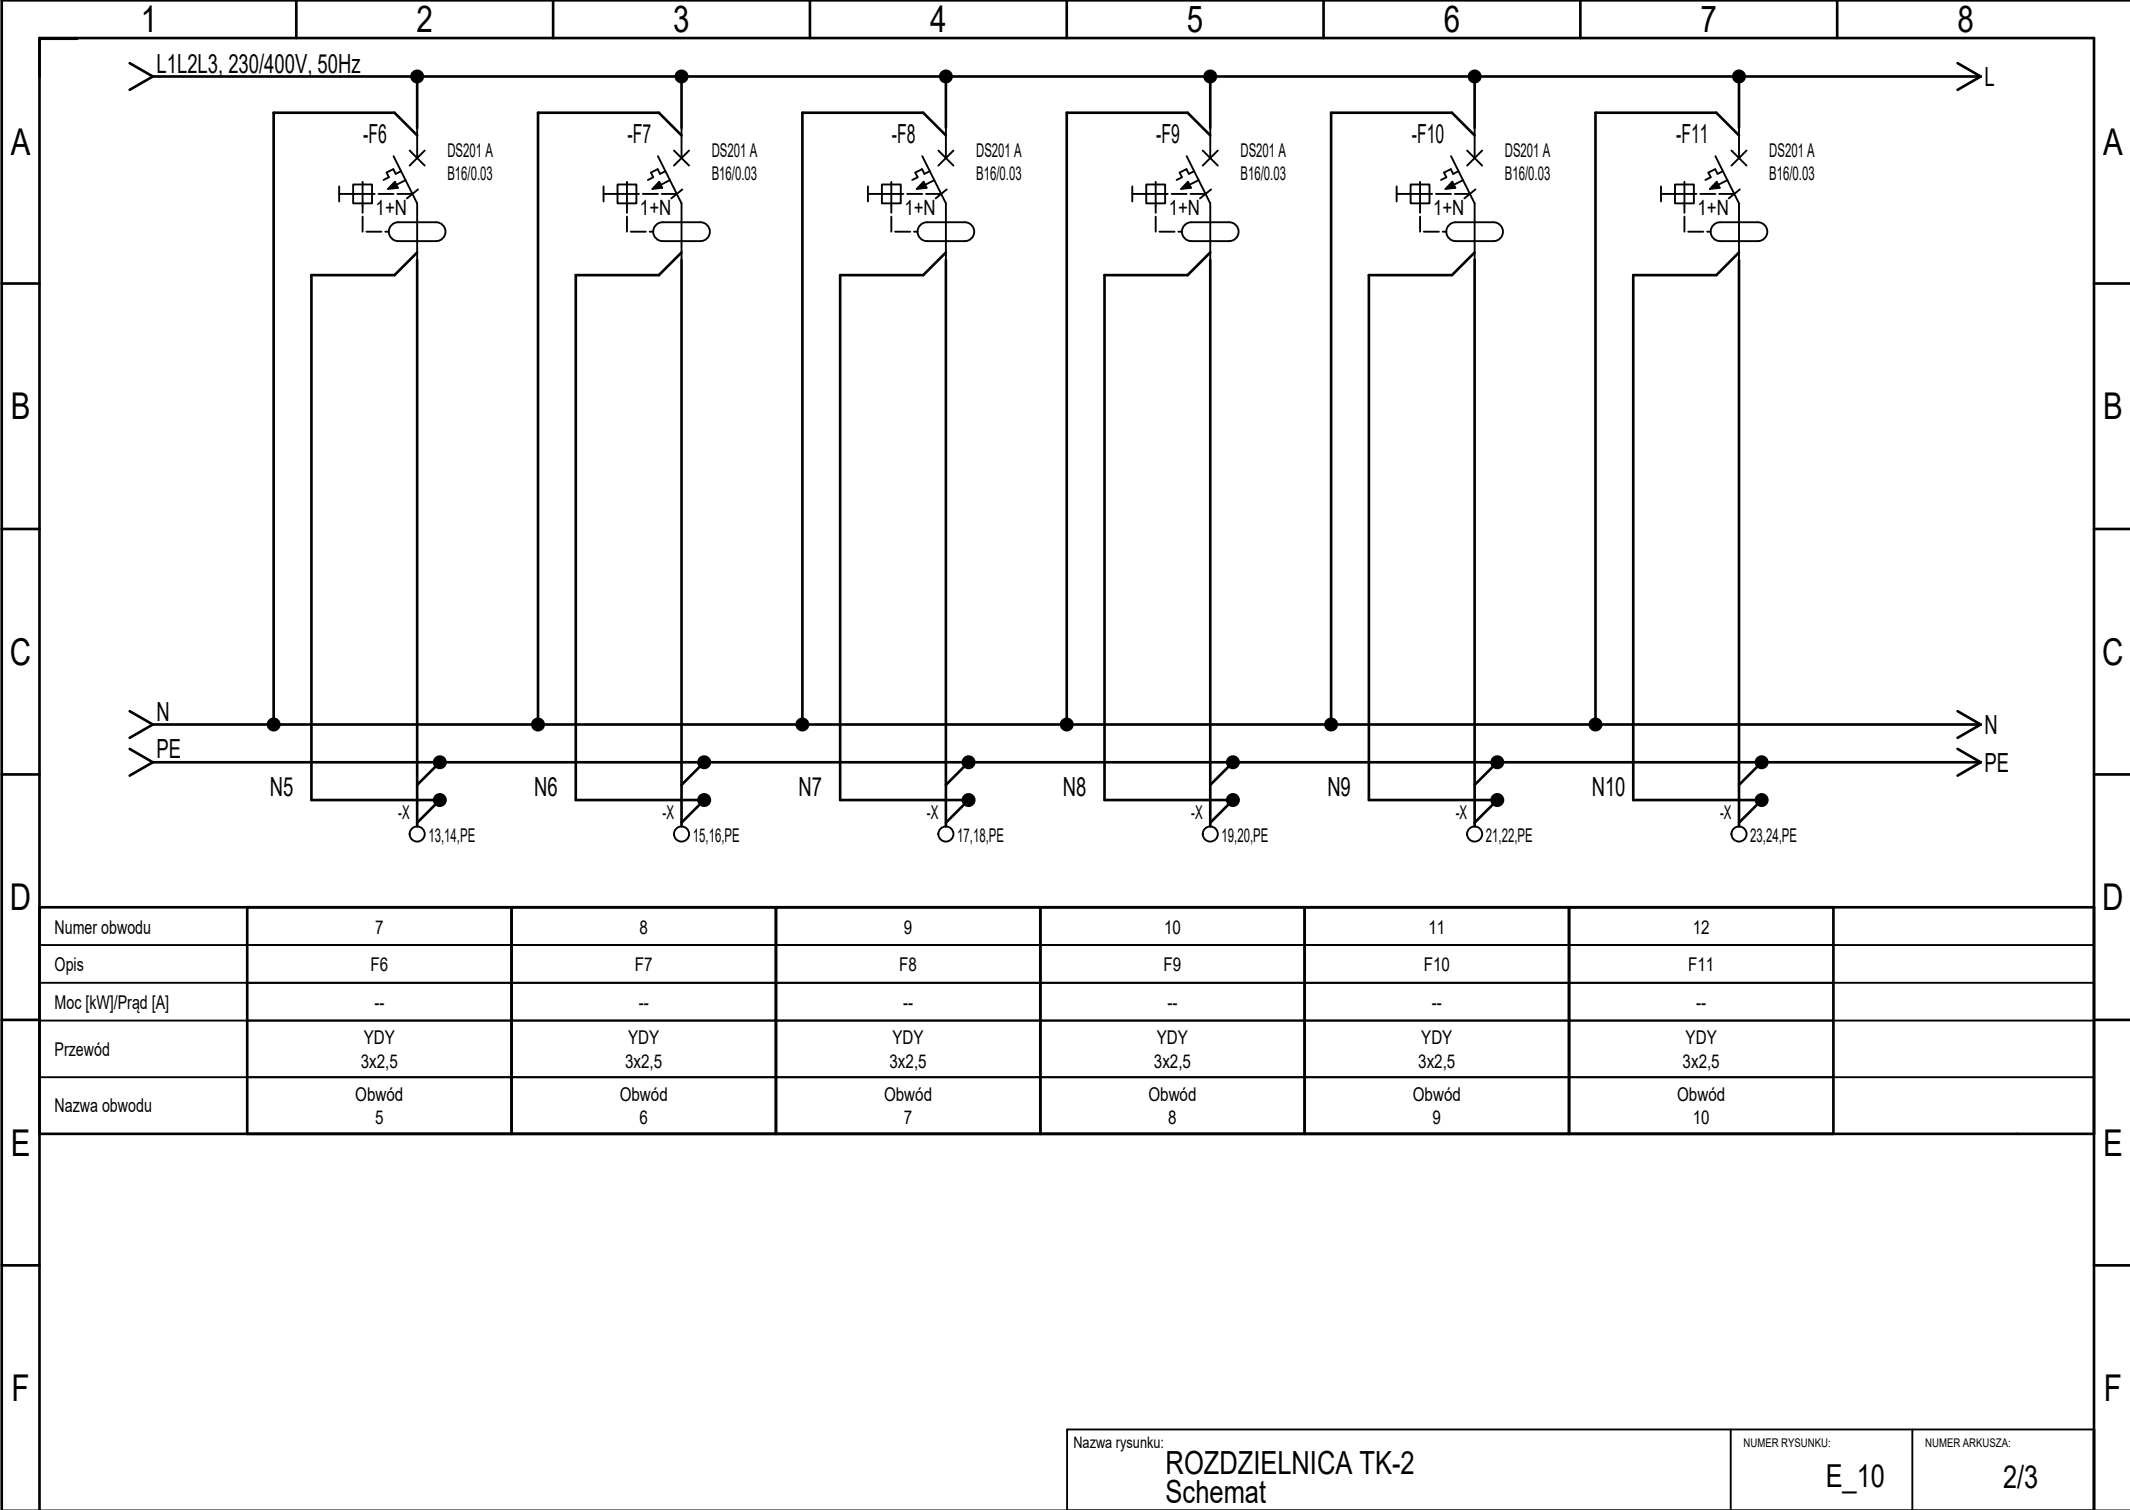 1 2 3 4 5 6 7 8
L1L2L3, 230/400V, 50Hz
L
A A
-F6 -F7 -F8 -F9 -F10 -F11
DS201 A DS201 A DS201 A DS201 A DS201 A DS201 A
B16/0.03 B16/0.03 B16/0.03 B16/0.03 B16/0.03 B16/0.03
1+N 1+N 1+N 1+N 1+N 1+N
B B
C C
N N
PE PE
N5 N6 N7 N8 N9 N10
-X -X -X -X -X -X
13,14,PE 15,16,PE 17,18,PE 19,20,PE 21,22,PE 23,24,PE
D D
Numer obwodu 7 8 9 10 11 12
Opis F6 F7 F8 F9 F10 F11
Moc [kW]/Prąd [A] -- -- -- -- -- --
Przewód YDY YDY YDY YDY YDY YDY
3x2,5 3x2,5 3x2,5 3x2,5 3x2,5 3x2,5
Nazwa obwodu Obwód Obwód Obwód Obwód Obwód Obwód
5 6 7 8 9 10
E E
F F
Nazwa rysunku:
ROZDZIELNICA TK-2
Schemat
NUMER RYSUNKU:
E_10
NUMER ARKUSZA:
2/3